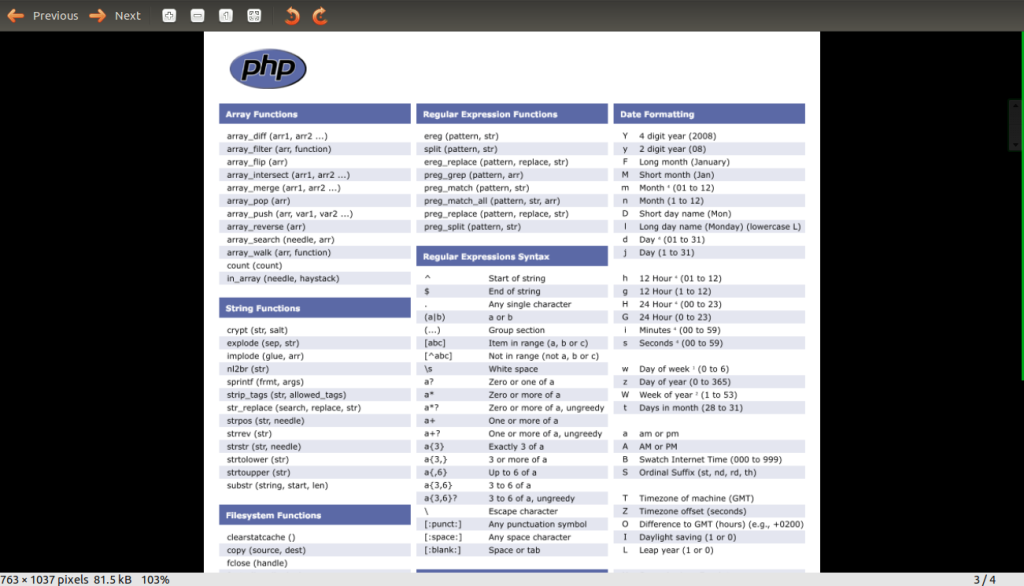 Previous Next
php
Array Functions
array_diff (arr1, arr2 ...)
array_filter (arr, function)
array_flip (arr)
array_intersect (arr1, arr2 ...)
array_merge (arr1, arr2 ...)
array_pop (arr)
array_push (arr, var1, var2 ...)
array_reverse (arr)
array_search (needle, arr)
array_walk (arr, function)
count (count)
in_array (needle, haystack)
String Functions
crypt (str, salt)
explode (sep, str)
implode (glue, arr)
nl2br (str)
sprintf (frmt, args)
strip_tags (str, allowed_tags)
str_replace (search, replace, str)
strpos (str, needle)
strrev (str)
strstr (str, needle)
strtolower (str)
strtoupper (str)
substr (string, start, len)
Filesystem Functions
clearstatcache ()
copy (source, dest)
fclose (handle)
Regular Expression Functions
ereg (pattern, str)
split (pattern, str)
ereg_replace (pattern, replace, str)
preg_grep (pattern, arr)
preg_match (pattern, str)
preg_match_all (pattern, str, arr)
preg_replace (pattern, replace, str)
preg_split (pattern, str)
Regular Expressions Syntax
^ Start of string
$ End of string
. Any single character
(a|b) a or b
(...) Group section
[abc] Item in range (a, b or c)
[^abc] Not in range (not a, b or c)
\s White space
a? Zero or one of a
a* Zero or more of a
a*? Zero or more of a, ungreedy
a+ One or more of a
a+? One or more of a, ungreedy
a{3} Exactly 3 of a
a{3,} 3 or more of a
a{,6} Up to 6 of a
a{3,6} 3 to 6 of a
a{3,6}? 3 to 6 of a, ungreedy
\ Escape character
[:punct:] Any punctuation symbol
[:space:] Any space character
[:blank:] Space or tab
Date Formatting
Y 4 digit year (2008)
y 2 digit year (08)
F Long month (January)
M Short month (Jan)
m Month ⁴ (01 to 12)
n Month (1 to 12)
D Short day name (Mon)
l Long day name (Monday) (lowercase L)
d Day ⁴ (01 to 31)
j Day (1 to 31)
h 12 Hour ⁴ (01 to 12)
g 12 Hour (1 to 12)
H 24 Hour ⁴ (00 to 23)
G 24 Hour (0 to 23)
i Minutes ⁴ (00 to 59)
s Seconds ⁴ (00 to 59)
w Day of week ¹ (0 to 6)
z Day of year (0 to 365)
W Week of year ² (1 to 53)
t Days in month (28 to 31)
a am or pm
A AM or PM
B Swatch Internet Time (000 to 999)
S Ordinal Suffix (st, nd, rd, th)
T Timezone of machine (GMT)
Z Timezone offset (seconds)
O Difference to GMT (hours) (e.g., +0200)
I Daylight saving (1 or 0)
L Leap year (1 or 0)
763 × 1037 pixels 81.5 kB 103%
3 / 4